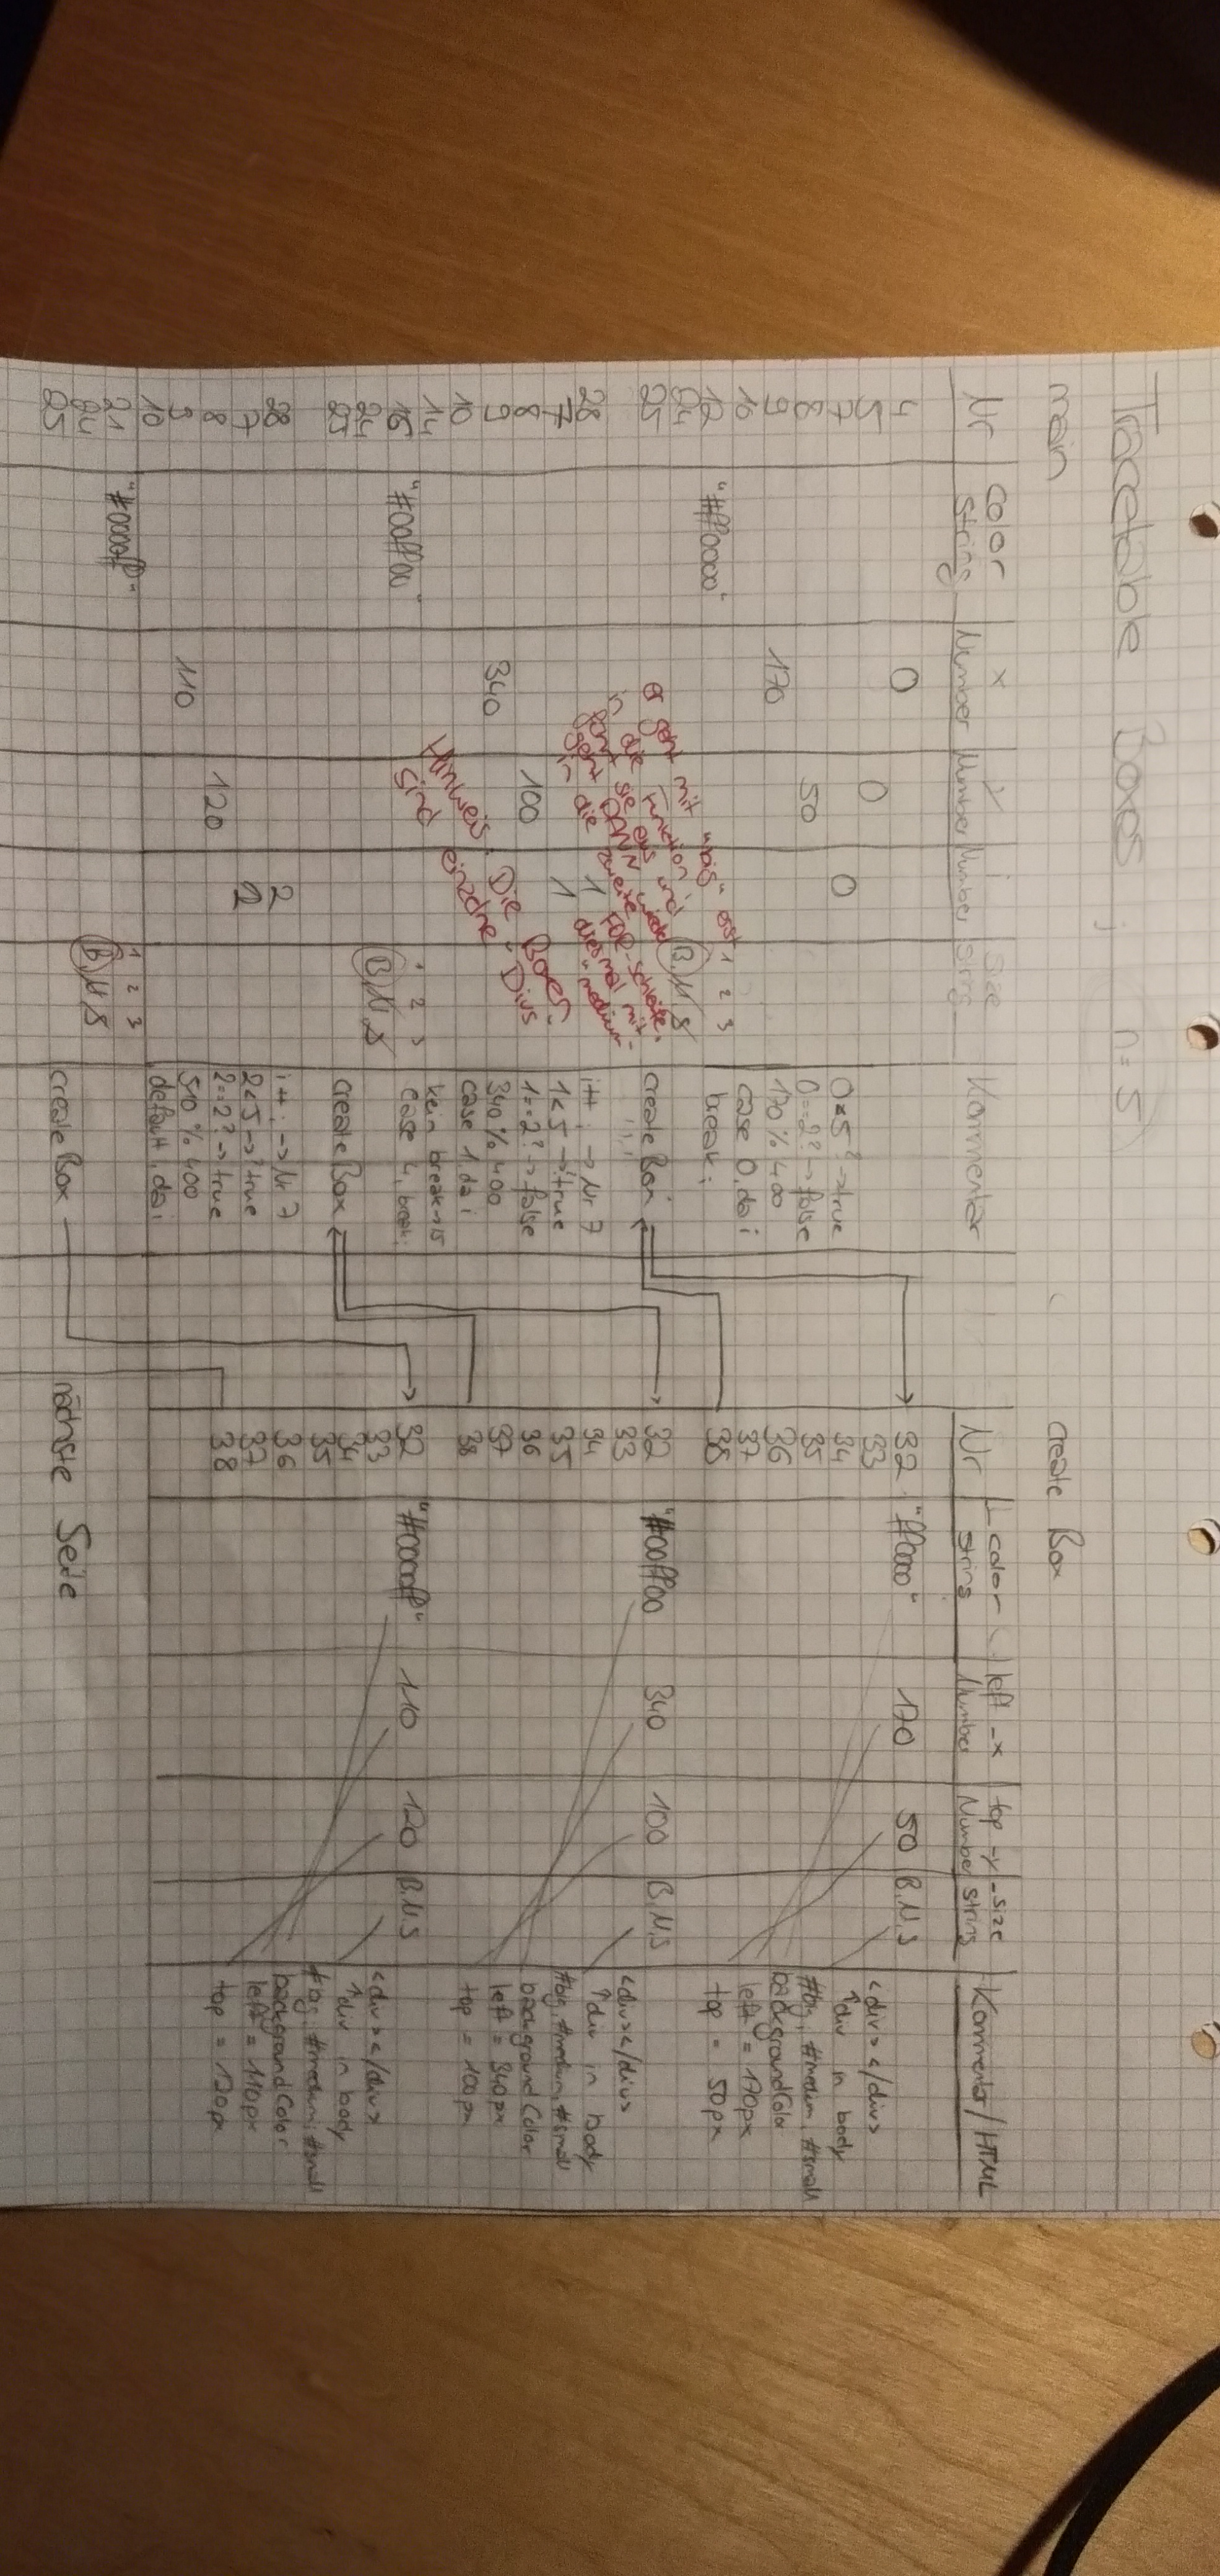 Tracetable Boxes ; n = 5
main
Nr color string x Number y Number i Number size string Kommentar
4 0
5 0
7 0 0<5? → true
8 50 0==2? → false
9 170 170 % 400
10 case 0, da i
12 "#ff0000" break;
24 1 2 3 B, M, S
25 createBox
28 1 i++; → Nr 7
7 1 1<5 →? true
8 100 1==2? → false
9 340 340 % 400
10 case 1, da i
14 kein break → 15
16 "#00ff00" case 4, break;
24 1 2 3 B, M, S
25 createBox
28 2 i++; → Nr 7
7 2 2<5 →? true
8 120 2==2? → true
9 110 510 % 400
10 default, da i
21 "#0000ff"
24 1 2 3 B, M, S
25 createBox
er geht mit "big" erst
in die Funktion
führt sie aus und
geht DANN wieder
in die zweite FOR-Schleife,
diesmal mit
"medium"
Hinweis: Die Boxen
sind einzelne Divs
create Box
Nr _color string left _x Number top _y Number _size string Kommentar/HTML
32 "ff0000" 170 50 B.M.S
33 <div></div>
34 ↑div in body
35 #big, #medium, #small
36 backgroundColor
37 left = 170px
38 top = 50px
32 "#00ff00 340 100 B.M.S
33 <div></div>
34 ↑div in body
35 #big, #medium, #small
36 backgroundColor
37 left = 340px
38 top = 100px
32 "#0000ff" 110 120 B.M.S
33 <div></div>
34 ↑div in body
35 #big, #medium, #small
36 backgroundColor
37 left = 110px
38 top = 120px
nächste Seite